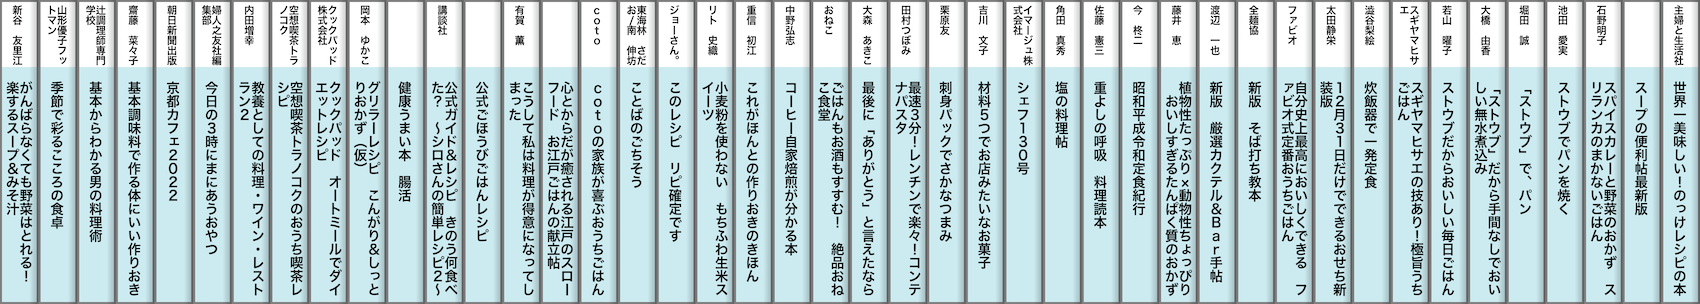 主婦と生活社
世界一美味しい！のっけレシピの本
スープの便利帖最新版
石野明子
スパイスカレーと野菜のおかず　ス
リランカのまかないごはん
池田　愛実
ストウブでパンを焼く
堀田　誠
「ストウブ」で、パン
大橋　由香
「ストウブ」だから手間なしでおい
しい無水煮込み
若山　曜子
ストウブだからおいしい毎日ごはん
スギヤマヒサエ
スギヤマヒサエの技あり！極旨うち
ごはん
澁谷梨絵
炊飯器で一発定食
太田静栄
１２月３１日だけでできるおせち新
装版
ファビオ
自分史上最高においしくできる　フ
ァビオ式定番おうちごはん
全麺協
新版　そば打ち教本
渡辺　一也
新版　厳選カクテル＆Ｂａｒ手帖
藤井　恵
植物性たっぷり×動物性ちょっぴり
　おいしすぎるたんぱく質のおかず
今　柊二
昭和平成令和定食紀行
佐藤　憲三
重よしの呼吸　料理読本
角田　真秀
塩の料理帖
イマージュ株
式会社
シェフ１３０号
吉川　文子
材料５つでお店みたいなお菓子
栗原友
刺身パックでさかなつまみ
田村つぼみ
最速３分！レンチンで楽々！コンテ
ナパスタ
大森　あきこ
最後に「ありがとう」と言えたなら
おねこ
ごはんもお酒もすすむ！　絶品おね
こ食堂
中野弘志
コーヒー自家焙煎が分かる本
重信　初江
これがほんとの作りおきのきほん
リト　史織
小麦粉を使わない　もちふわ生米ス
イーツ
ジョーさん。
このレシピ　リピ確定です
東海林　さだ
お/南　伸坊
ことばのごちそう
ｃｏｔｏ
ｃｏｔｏの家族が喜ぶおうちごはん
心とからだが癒される江戸のスロー
フード　お江戸ごはんの献立帖
有賀　薫
こうして私は料理が得意になってし
まった
公式ごほうびごはんレシピ
講談社
公式ガイド＆レシピ　きのう何食べ
た？　～シロさんの簡単レシピ２～
健康うまい本　腸活
岡本　ゆかこ
グリラーレシピ　こんがり＆しっと
りおかず（仮）
クックパッド
株式会社
クックパッド　オートミールでダイ
エットレシピ
空想喫茶トラ
ノコク
空想喫茶トラノコクのおうち喫茶レ
シピ
内田増幸
教養としての料理・ワイン・レスト
ラン２
婦人之友社編
集部
今日の３時にまにあうおやつ
朝日新聞出版
京都カフェ２０２２
齋藤　菜々子
基本調味料で作る体にいい作りおき
辻調理師専門
学校
基本からわかる男の料理術
山形優子フッ
トマン
季節で彩るこころの食卓
新谷　友里江
がんばらなくても野菜はとれる！
楽するスープ＆みそ汁